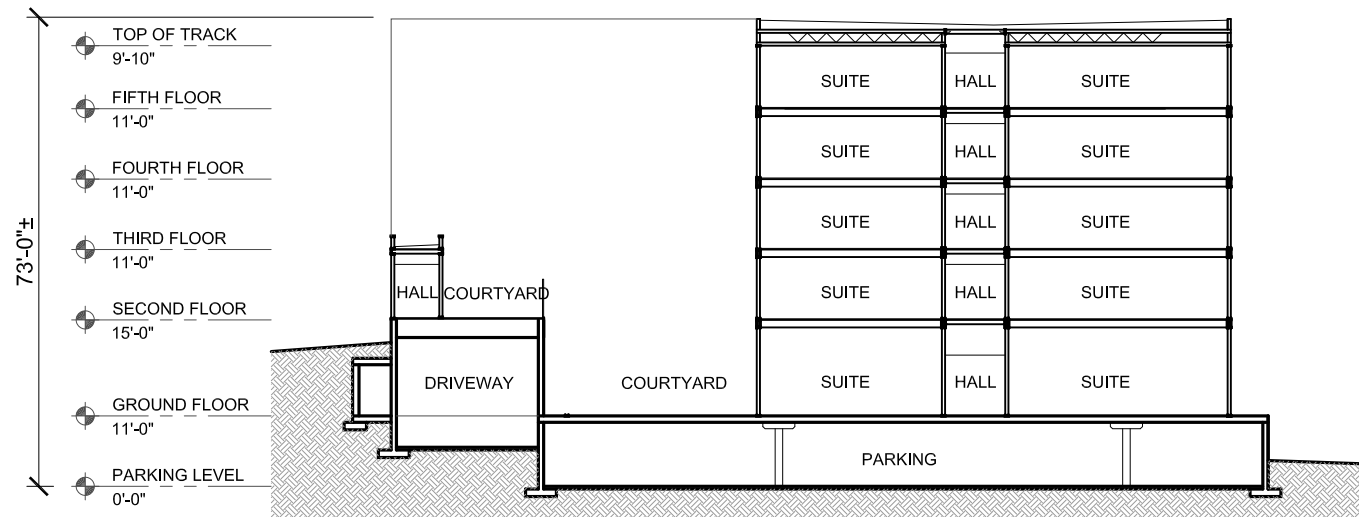 TOP OF TRACK
9'-10"
FIFTH FLOOR
11'-0"
FOURTH FLOOR
11'-0"
THIRD FLOOR
11'-0"
SECOND FLOOR
15'-0"
GROUND FLOOR
11'-0"
PARKING LEVEL
0'-0"
73'-0"±
SUITE HALL SUITE
SUITE HALL SUITE
SUITE HALL SUITE
HALL COURTYARD SUITE HALL SUITE
DRIVEWAY COURTYARD SUITE HALL SUITE
PARKING